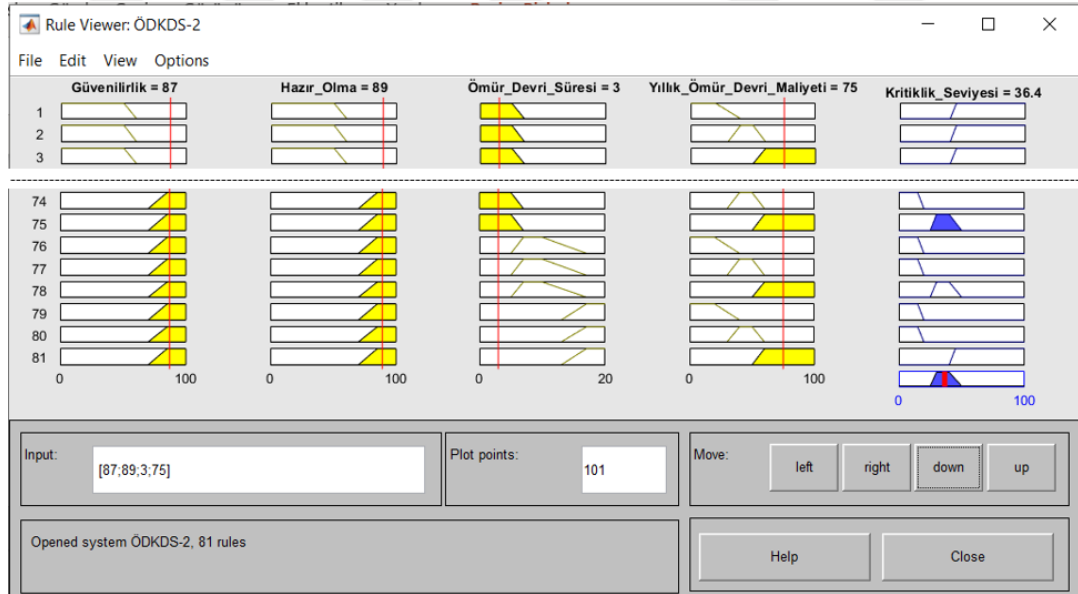 Rule Viewer: ÖDKDS-2
File Edit View Options
Güvenilirlik = 87 Hazır_Olma = 89 Ömür_Devri_Süresi = 3 Yıllık_Ömür_Devri_Maliyeti = 75 Kritiklik_Seviyesi = 36.4
1
2
3
74
75
76
77
78
79
80
81
0 100 0 100 0 20 0 100
0 100
Input: [87;89;3;75] Plot points: 101 Move: left right down up
Opened system ÖDKDS-2, 81 rules Help Close